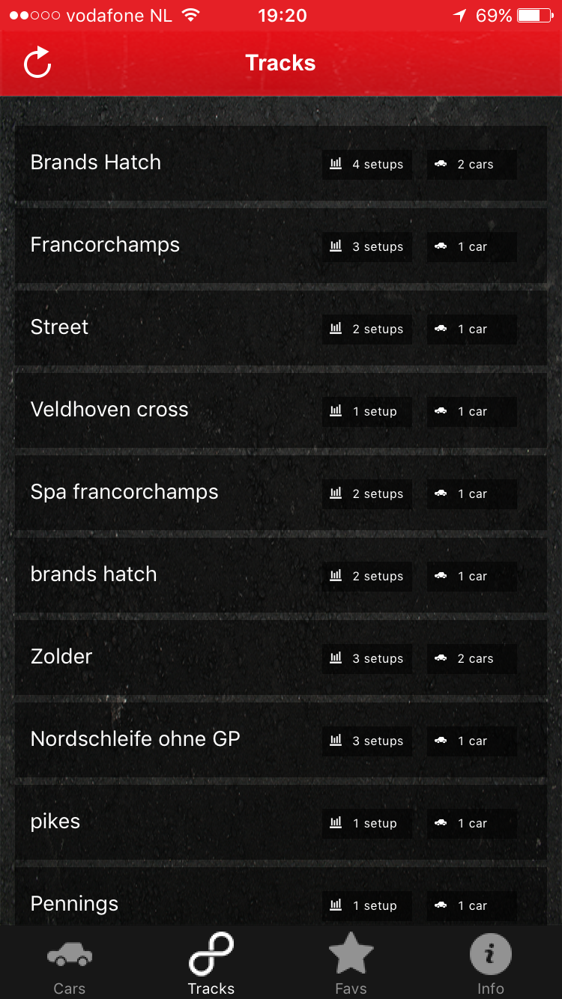 vodafone NL 19:20 69%
Tracks
Brands Hatch 4 setups 2 cars
Francorchamps 3 setups 1 car
Street 2 setups 1 car
Veldhoven cross 1 setup 1 car
Spa francorchamps 2 setups 1 car
brands hatch 2 setups 1 car
Zolder 3 setups 2 cars
Nordschleife ohne GP 3 setups 1 car
pikes 1 setup 1 car
Pennings 1 setup 1 car
Cars Tracks Favs Info